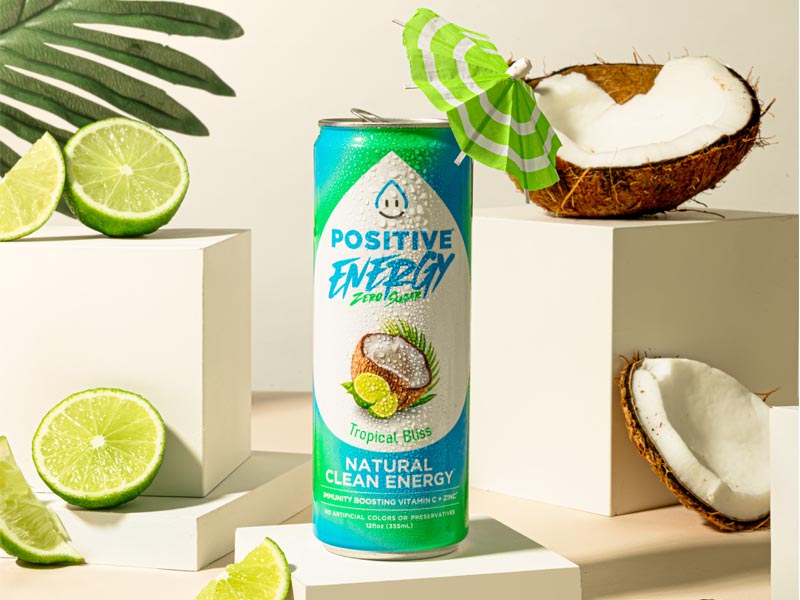 POSITIVE
ENERGY
ZERO SUGAR
Tropical Bliss
NATURAL
CLEAN ENERGY
IMMUNITY BOOSTING VITAMIN C + ZINC
NO ARTIFICIAL COLORS OR PRESERVATIVES
12floz (355mL)